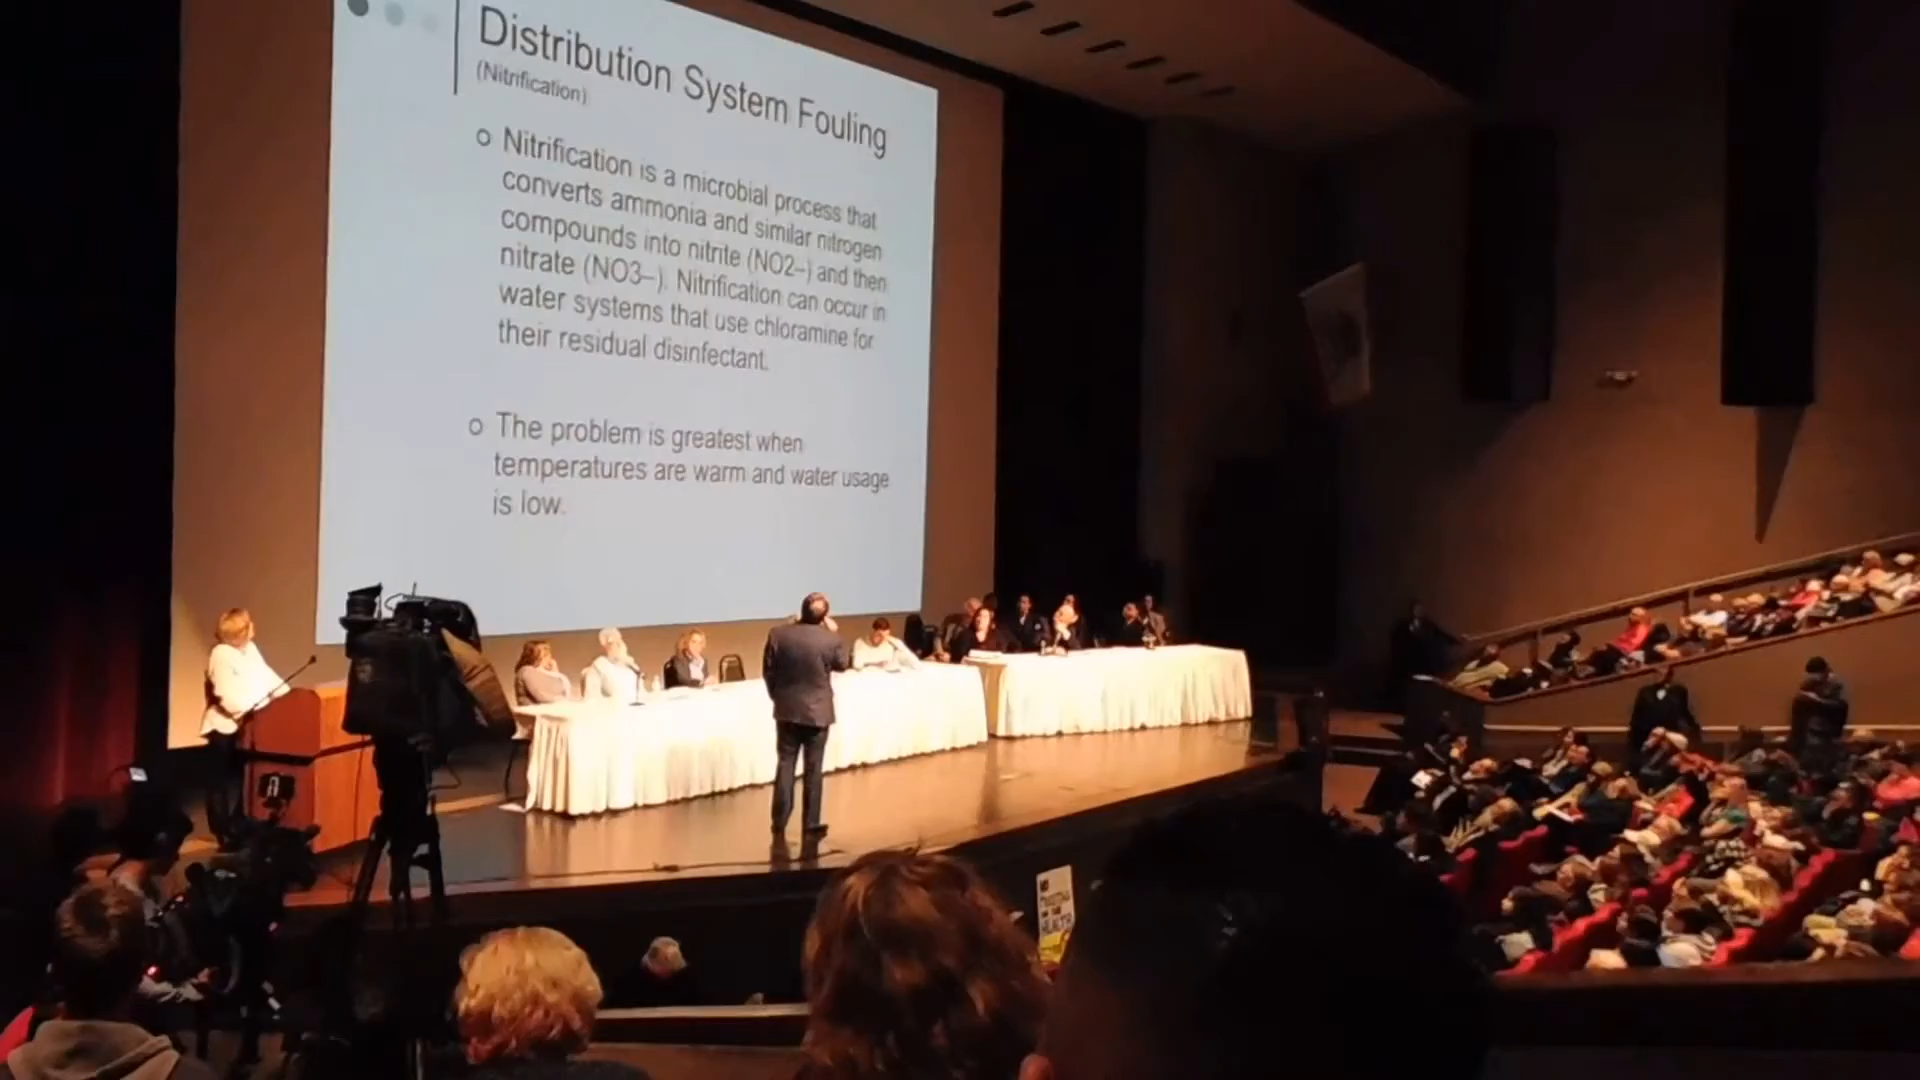 Distribution System Fouling
(Nitrification)
Nitrification is a microbial process that
converts ammonia and similar nitrogen
compounds into nitrite (NO2–) and then
nitrate (NO3–). Nitrification can occur in
water systems that use chloramine for
their residual disinfectant.
The problem is greatest when
temperatures are warm and water usage
is low.
HEALTH